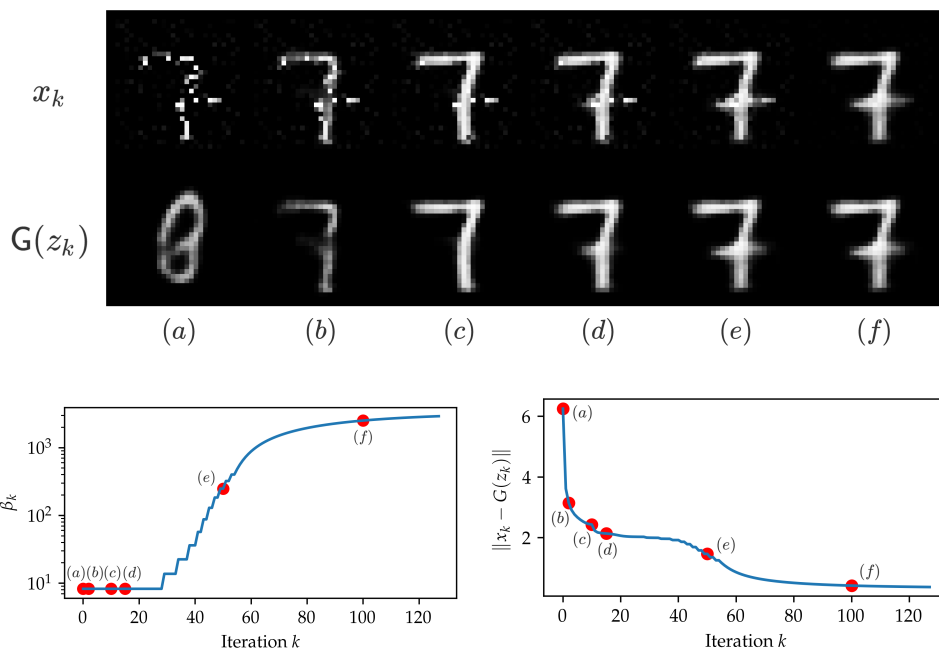 x_k
G(z_k)
(a) (b) (c) (d) (e) (f)
β_k
10^3
10^2
10^1
(a)(b)(c)(d)
(e)
(f)
0 20 40 60 80 100 120
Iteration k
‖x_k − G(z_k)‖
6
4
2
(a)
(b)
(c)
(d)
(e)
(f)
0 20 40 60 80 100 120
Iteration k